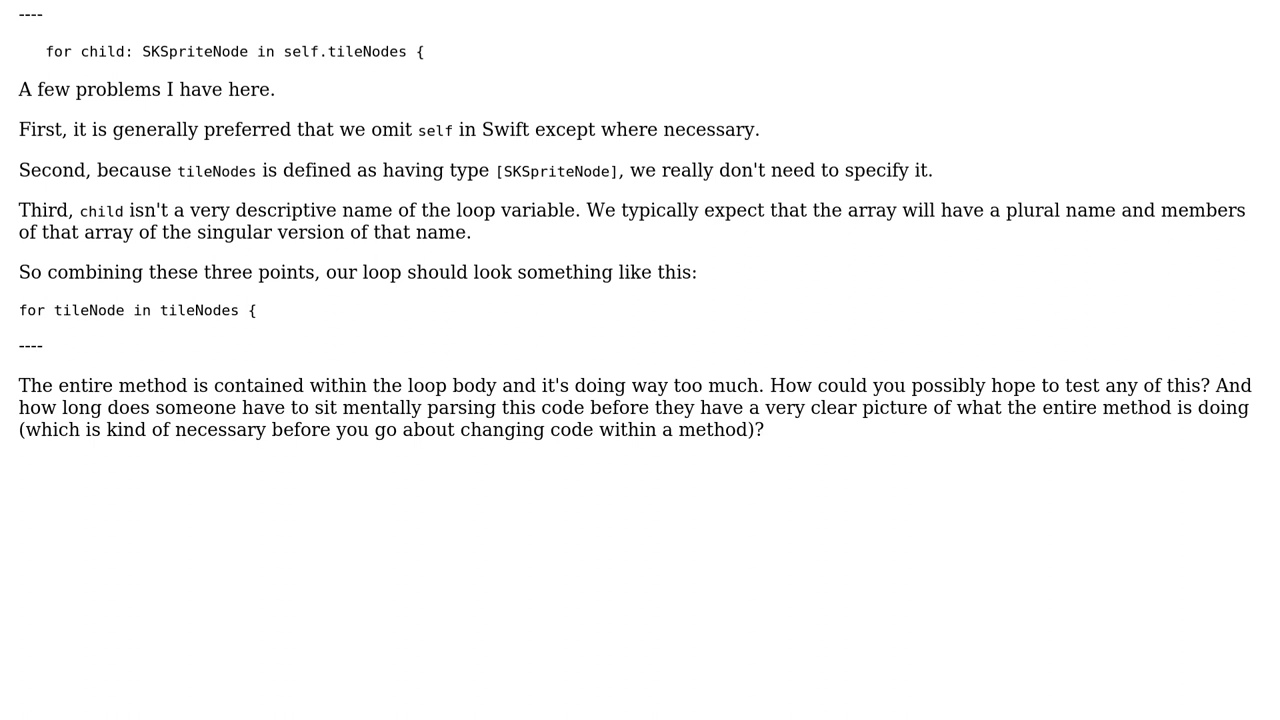 ----
for child: SKSpriteNode in self.tileNodes {
A few problems I have here.
First, it is generally preferred that we omit self in Swift except where necessary.
Second, because tileNodes is defined as having type [SKSpriteNode], we really don't need to specify it.
Third, child isn't a very descriptive name of the loop variable. We typically expect that the array will have a plural name and members
of that array of the singular version of that name.
So combining these three points, our loop should look something like this:
for tileNode in tileNodes {
----
The entire method is contained within the loop body and it's doing way too much. How could you possibly hope to test any of this? And
how long does someone have to sit mentally parsing this code before they have a very clear picture of what the entire method is doing
(which is kind of necessary before you go about changing code within a method)?